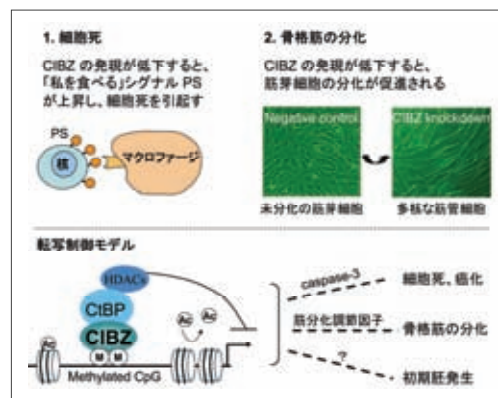 1. 細胞死
CIBZ の発現が低下すると、
「私を食べる」シグナル PS
が上昇し、細胞死を引起す
PS
核
マクロファージ
2. 骨格筋の分化
CIBZ の発現が低下すると、
筋芽細胞の分化が促進される
Negative control
CIBZ knockdown
未分化の筋芽細胞
多核な筋管細胞
転写制御モデル
HDACs
CtBP
CIBZ
M M
Ac
Ac
Ac
Methylated CpG
caspase-3
細胞死、癌化
筋分化調節因子
骨格筋の分化
?
初期胚発生